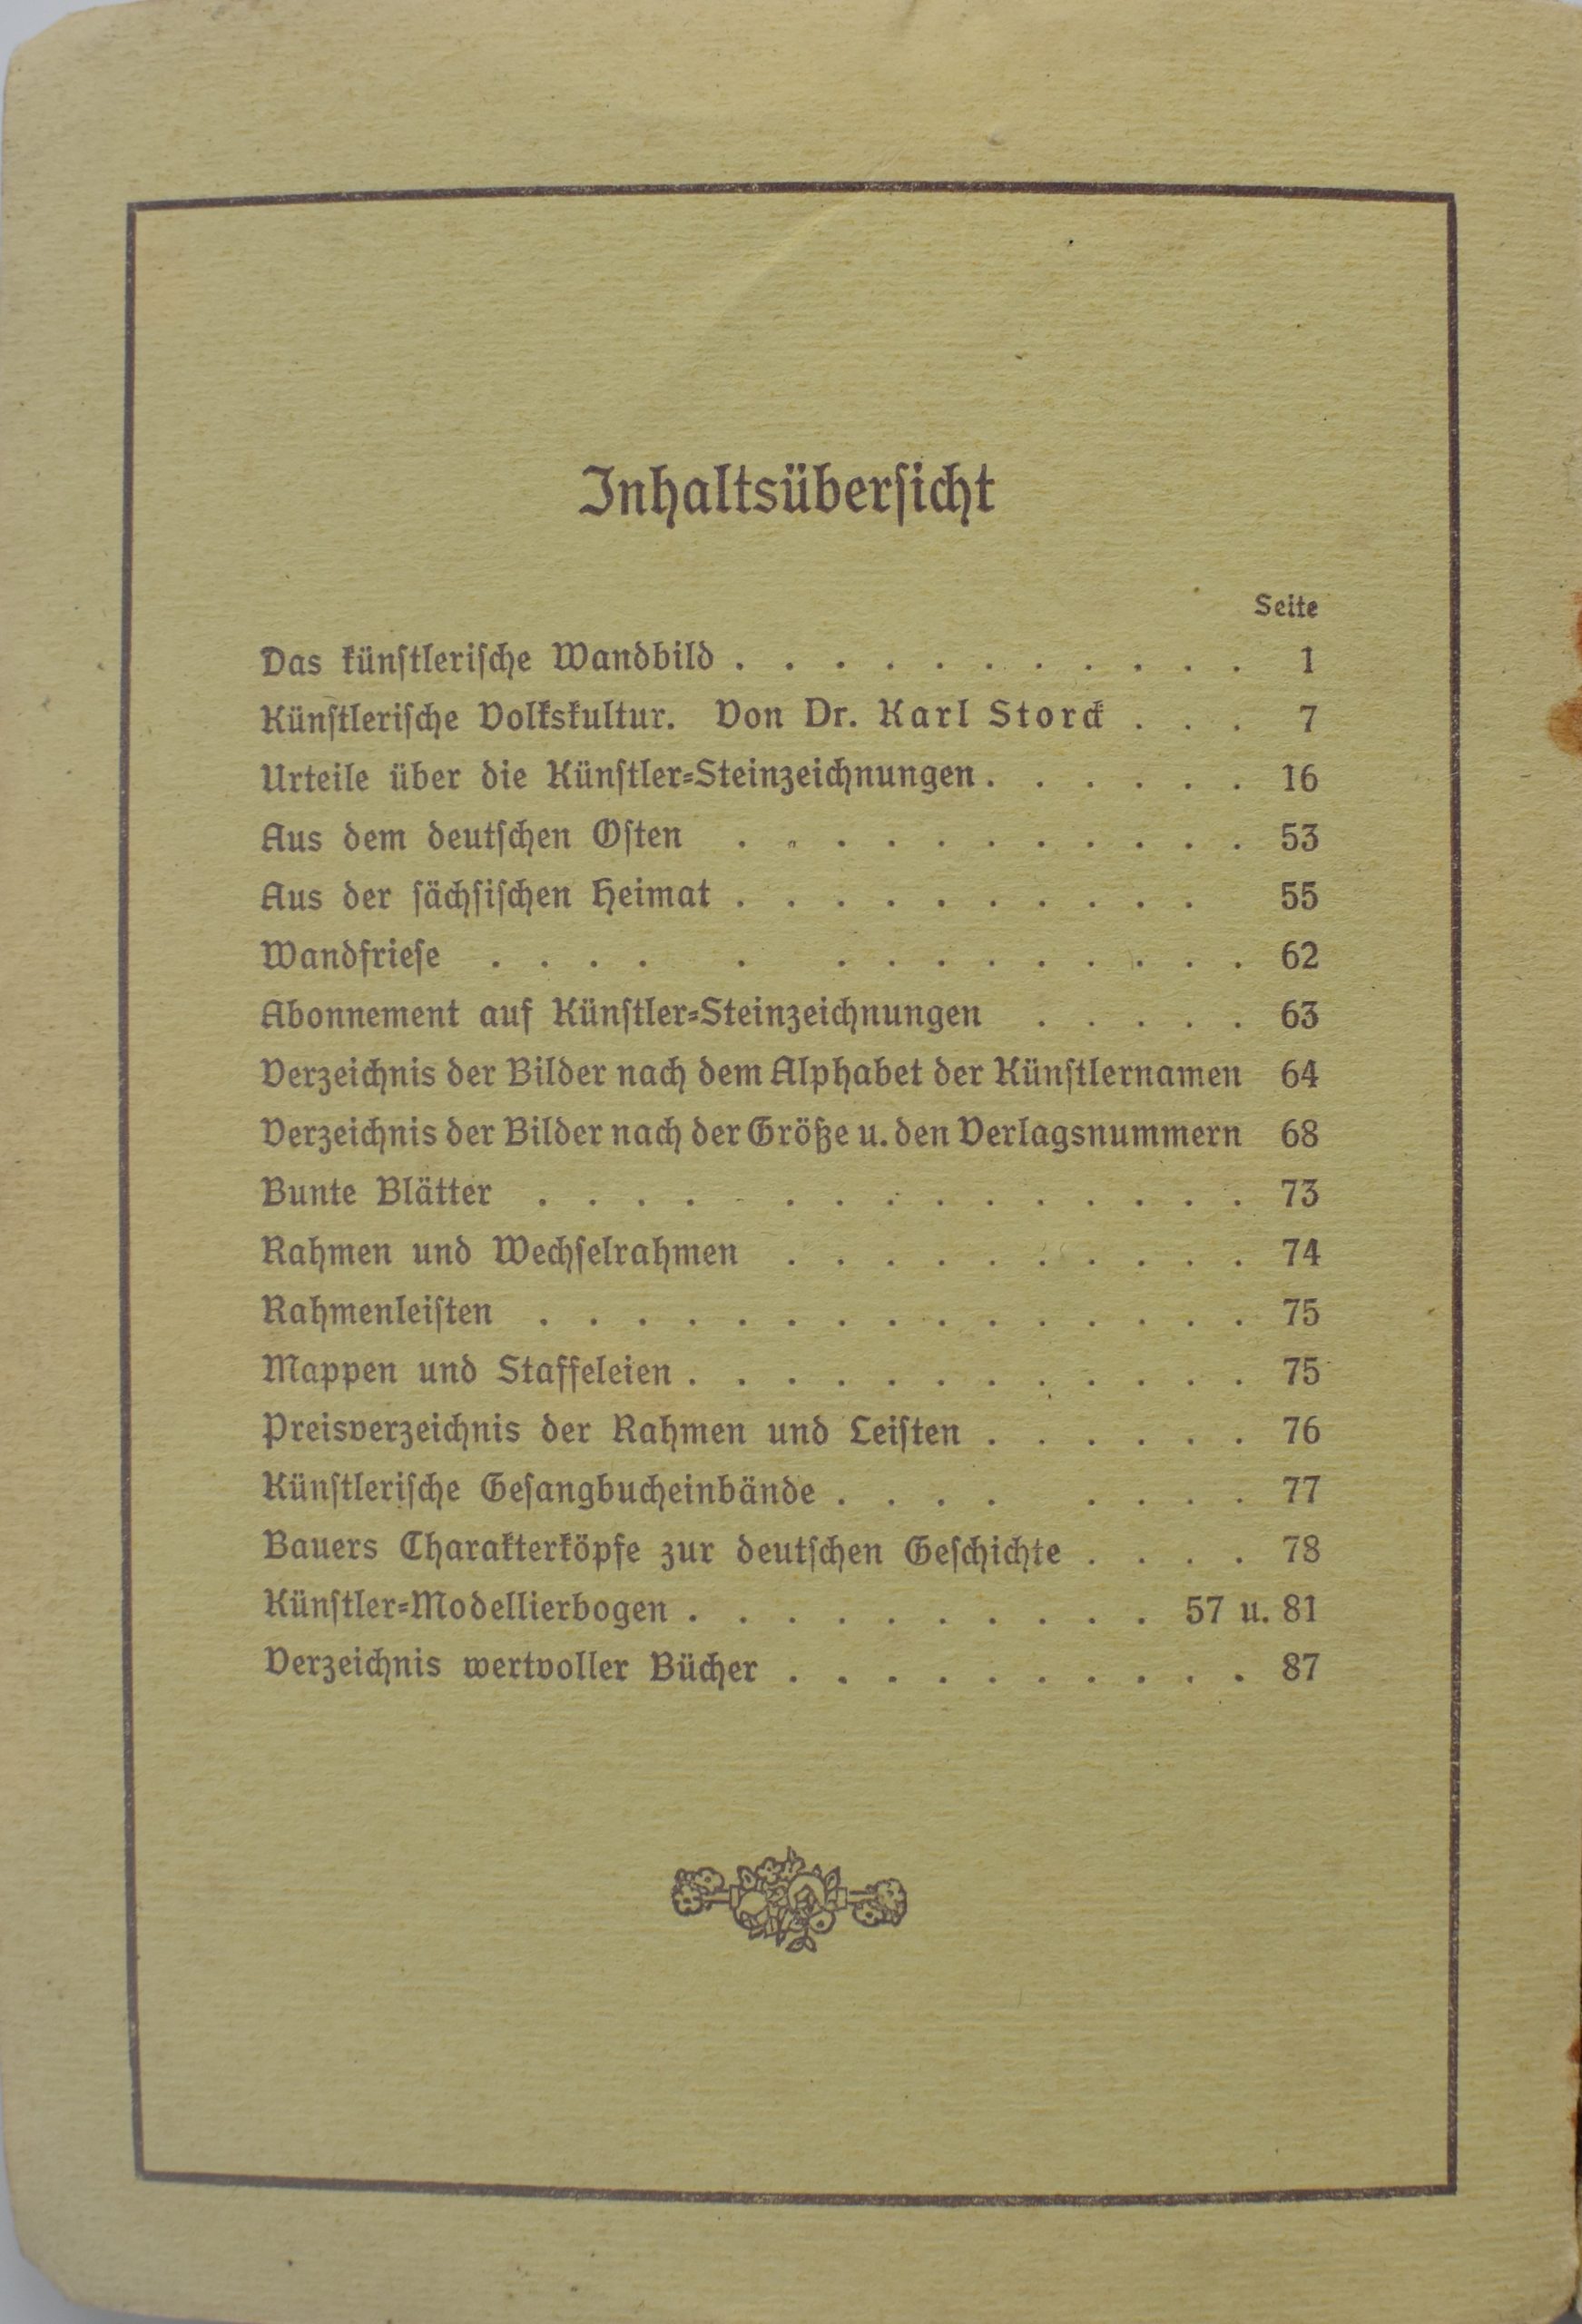 Inhaltsübersicht
Seite
Das künstlerische Wandbild . . . . . . . . . . . 1
Künstlerische Volkskultur. Von Dr. Karl Storck . . . 7
Urteile über die Künstler-Steinzeichnungen . . . . . . 16
Aus dem deutschen Osten . . . . . . . . . . . 53
Aus der sächsischen Heimat . . . . . . . . . . 55
Wandfriese . . . . . . . . . . . . . . 62
Abonnement auf Künstler-Steinzeichnungen . . . . . 63
Verzeichnis der Bilder nach dem Alphabet der Künstlernamen 64
Verzeichnis der Bilder nach der Größe u. den Verlagsnummern 68
Bunte Blätter . . . . . . . . . . . . . . . 73
Rahmen und Wechselrahmen . . . . . . . . . . 74
Rahmenleisten . . . . . . . . . . . . . . . 75
Mappen und Staffeleien . . . . . . . . . . . . 75
Preisverzeichnis der Rahmen und Leisten . . . . . . 76
Künstlerische Gesangbucheinbände . . . . . . . . 77
Bauers Charakterköpfe zur deutschen Geschichte . . . . 78
Künstler-Modellierbogen . . . . . . . . . . 57 u. 81
Verzeichnis wertvoller Bücher . . . . . . . . . . 87